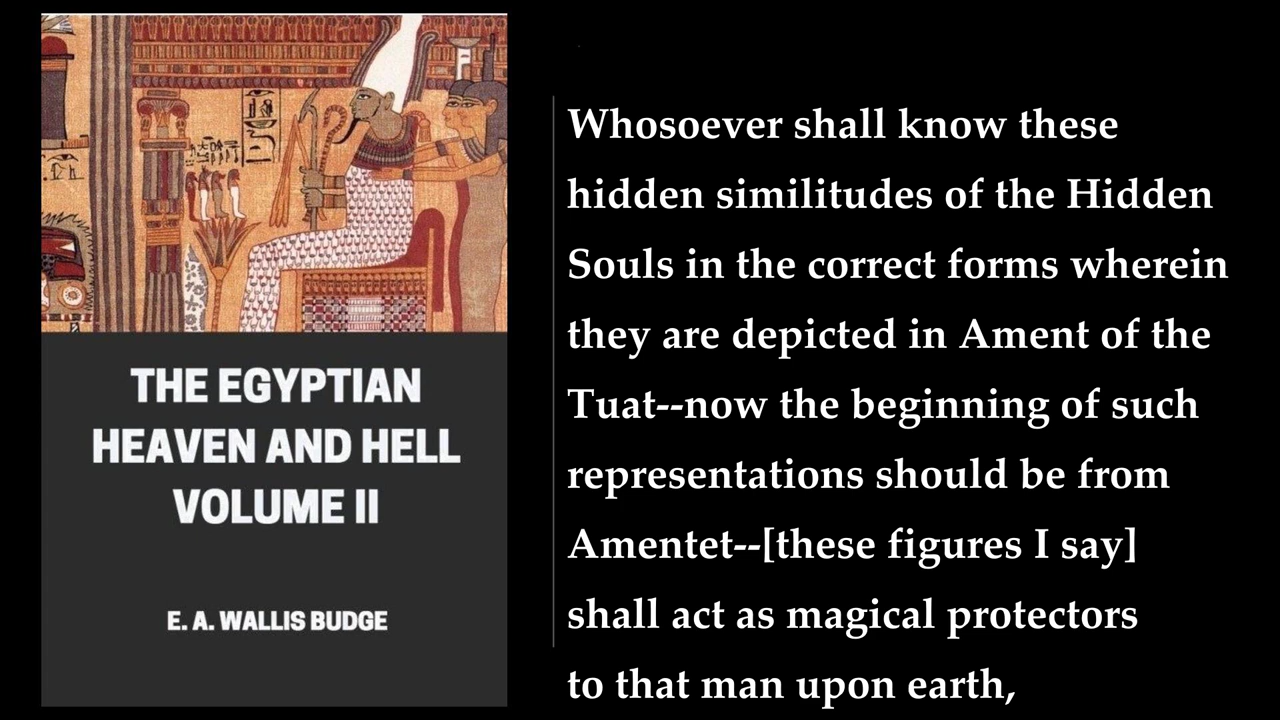 THE EGYPTIAN
HEAVEN AND HELL
VOLUME II
E. A. WALLIS BUDGE
Whosoever shall know these
hidden similitudes of the Hidden
Souls in the correct forms wherein
they are depicted in Ament of the
Tuat--now the beginning of such
representations should be from
Amentet--[these figures I say]
shall act as magical protectors
to that man upon earth,